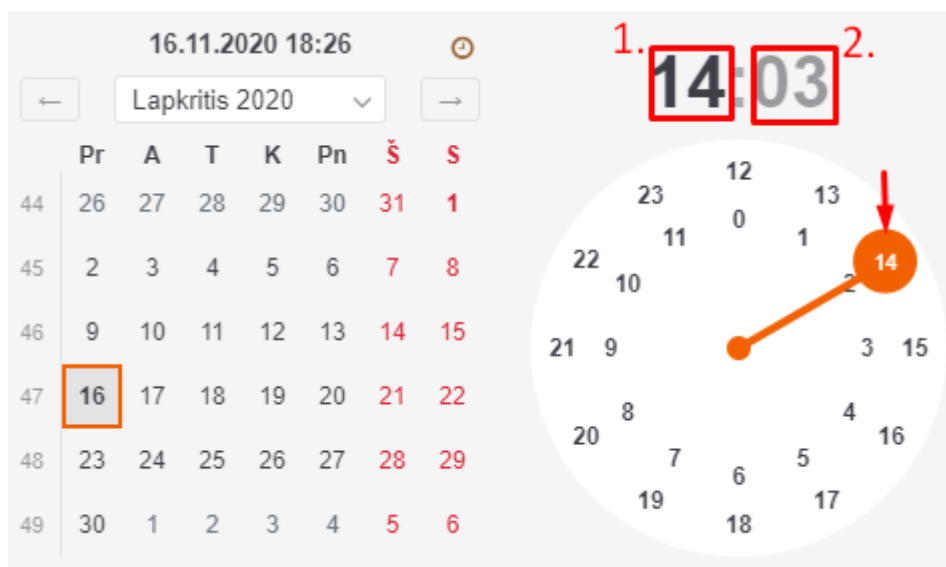 16.11.2020 18:26
← Lapkritis 2020 →
Pr A T K Pn Š S
44 26 27 28 29 30 31 1
45 2 3 4 5 6 7 8
46 9 10 11 12 13 14 15
47 16 17 18 19 20 21 22
48 23 24 25 26 27 28 29
49 30 1 2 3 4 5 6
1. 14:03 2.
12
23 13
0
11 1
22 14
10 2
21 9 3 15
8 4
20 16
7 5
6
19 17
18